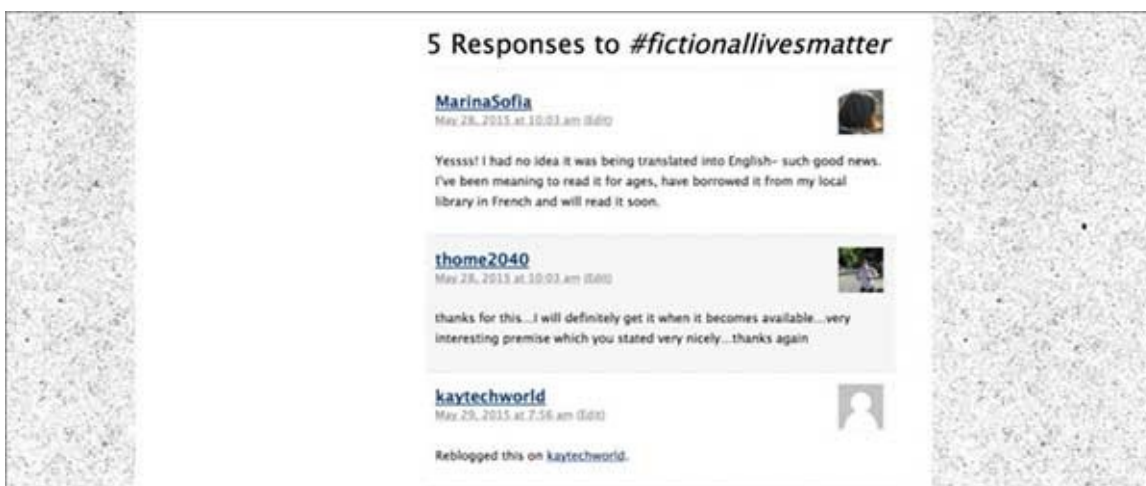 5 Responses to #fictionallivesmatter
MarinaSofia
May 28, 2015 at 10:03 am (Edit)
Yessss! I had no idea it was being translated into English– such good news.
I've been meaning to read it for ages, have borrowed it from my local
library in French and will read it soon.
thome2040
May 28, 2015 at 10:03 am (Edit)
thanks for this...I will definitely get it when it becomes available...very
interesting premise which you stated very nicely...thanks again
kaytechworld
May 29, 2015 at 7:56 am (Edit)
Reblogged this on kaytechworld.